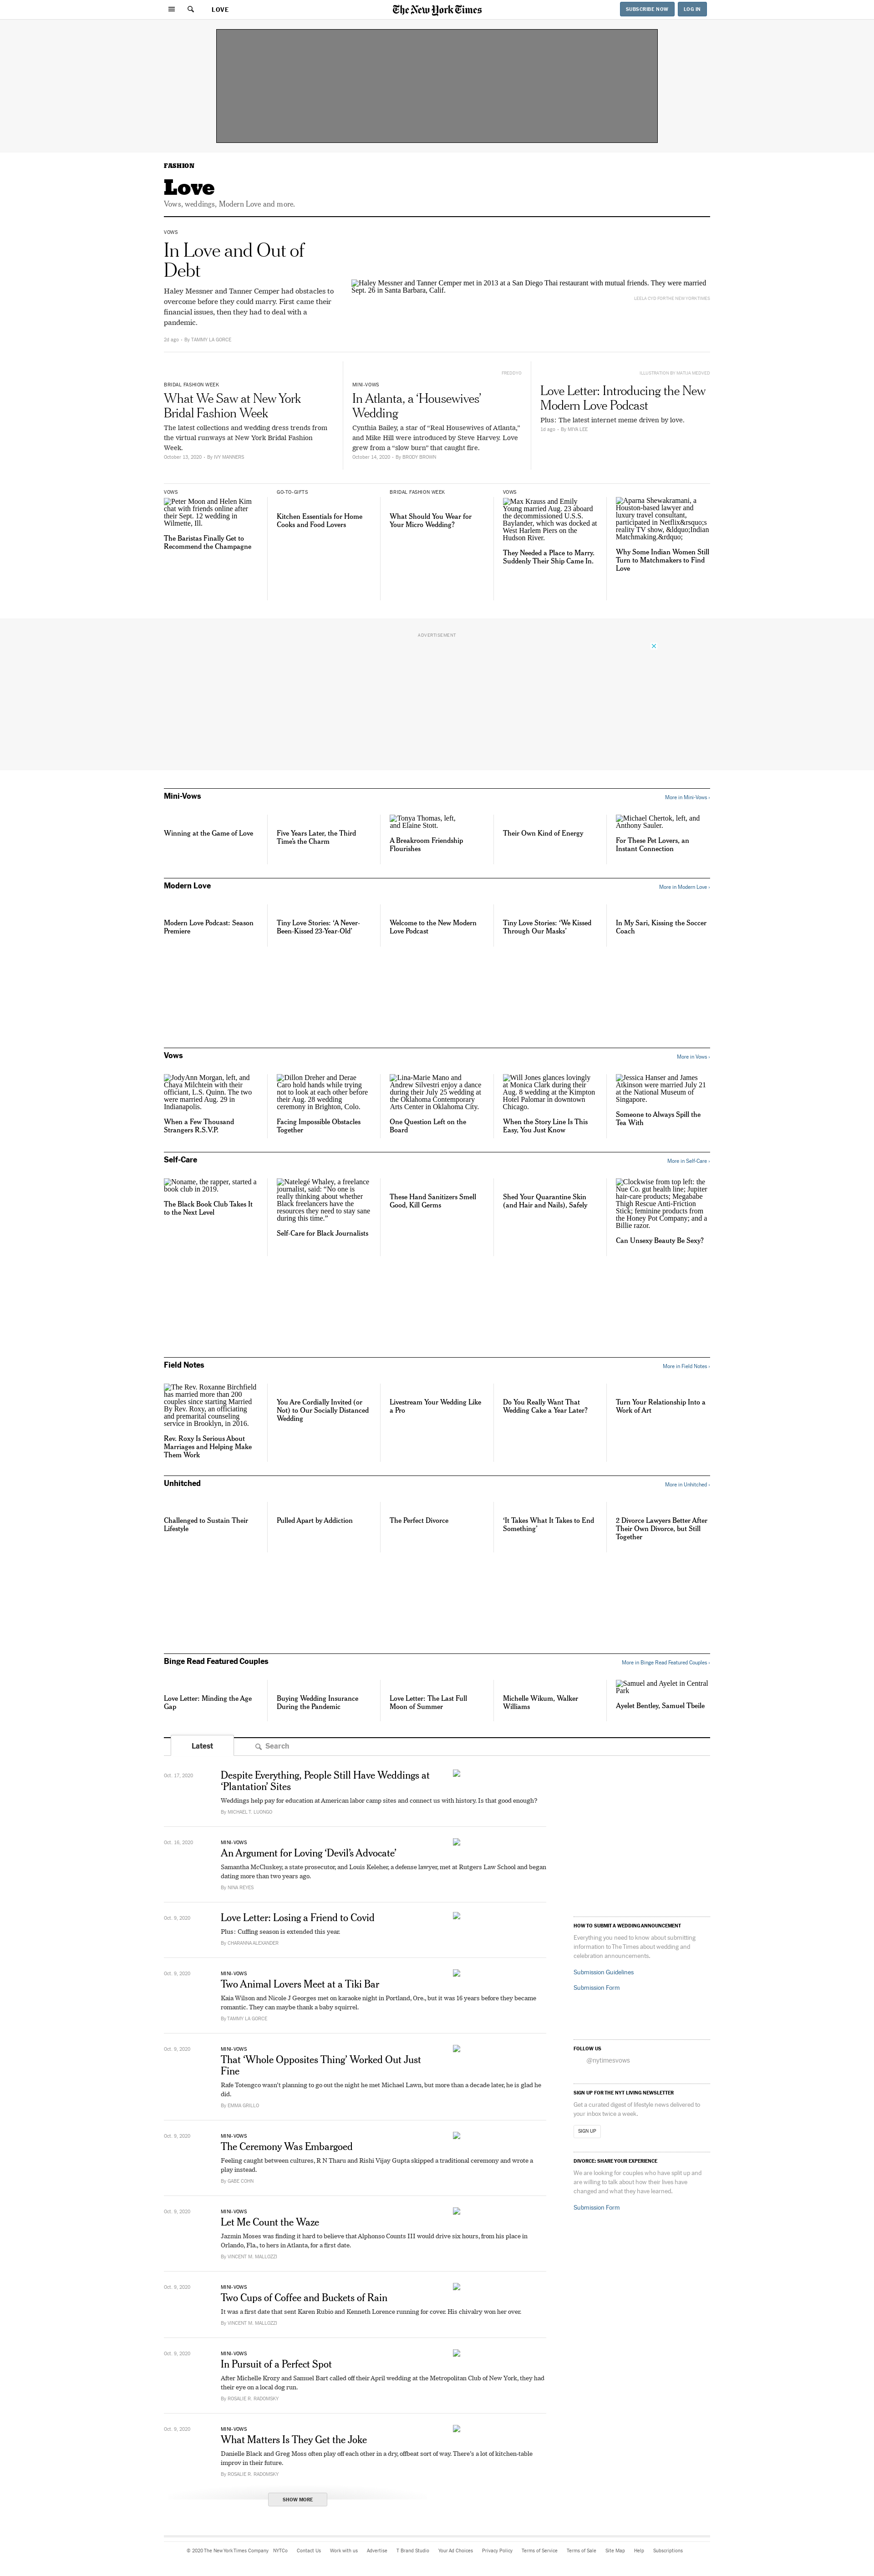 LOVE
The New York Times
SUBSCRIBE NOW
LOG IN
FASHION
Love
Vows, weddings, Modern Love and more.
VOWS
In Love and Out of
Debt
Haley Messner and Tanner Cemper had obstacles to
overcome before they could marry. First came their
financial issues, then they had to deal with a
pandemic.
2d ago - By TAMMY LA GORCE
Haley Messner and Tanner Cemper met in 2013 at a San Diego Thai restaurant with mutual friends. They were married
Sept. 26 in Santa Barbara, Calif.
BRIDAL FASHION WEEK
What We Saw at New York
Bridal Fashion Week
The latest collections and wedding dress trends from
the virtual runways at New York Bridal Fashion
Week.
October 13, 2020 - By IVY MANNERS
FREDDYO
MINI-VOWS
In Atlanta, a ‘Housewives’
Wedding
Cynthia Bailey, a star of “Real Housewives of Atlanta,”
and Mike Hill were introduced by Steve Harvey. Love
grew from a “slow burn” that caught fire.
October 14, 2020 - By BRODY BROWN
Love Letter: Introducing the New
Modern Love Podcast
Plus: The latest internet meme driven by love.
1d ago - By MIYA LEE
VOWS
Peter Moon and Helen Kim
chat with friends online after
their Sept. 12 wedding in
Wilmette, Ill.
The Baristas Finally Get to
Recommend the Champagne
GO-TO-GIFTS
Kitchen Essentials for Home
Cooks and Food Lovers
BRIDAL FASHION WEEK
What Should You Wear for
Your Micro Wedding?
VOWS
Max Krauss and Emily
Young married Aug. 23 aboard
the decommissioned U.S.S.
Baylander, which was docked at
West Harlem Piers on the
Hudson River.
They Needed a Place to Marry.
Suddenly Their Ship Came In.
Aparna Shewakramani, a
Houston-based lawyer and
luxury travel consultant,
participated in Netflix&rsquo;s
reality TV show, &ldquo;Indian
Matchmaking.&rdquo;
Why Some Indian Women Still
Turn to Matchmakers to Find
Love
ADVERTISEMENT
Mini-Vows
More in Mini-Vows ›
Winning at the Game of Love
Five Years Later, the Third
Time’s the Charm
Tonya Thomas, left,
and Elaine Stott.
A Breakroom Friendship
Flourishes
Their Own Kind of Energy
Michael Chertok, left, and
Anthony Sauler.
For These Pet Lovers, an
Instant Connection
Modern Love
More in Modern Love ›
Modern Love Podcast: Season
Premiere
Tiny Love Stories: ‘A Never-
Been-Kissed 23-Year-Old’
Welcome to the New Modern
Love Podcast
Tiny Love Stories: ‘We Kissed
Through Our Masks’
In My Sari, Kissing the Soccer
Coach
Vows
More in Vows ›
JodyAnn Morgan, left, and
Chaya Milchtein with their
officiant, L.S. Quinn. The two
were married Aug. 29 in
Indianapolis.
When a Few Thousand
Strangers R.S.V.P.
Dillon Dreher and Derae
Caro hold hands while trying
not to look at each other before
their Aug. 28 wedding
ceremony in Brighton, Colo.
Facing Impossible Obstacles
Together
Lina-Marie Mano and
Andrew Silvestri enjoy a dance
during their July 25 wedding at
the Oklahoma Contemporary
Arts Center in Oklahoma City.
One Question Left on the
Board
Will Jones glances lovingly
at Monica Clark during their
Aug. 8 wedding at the Kimpton
Hotel Palomar in downtown
Chicago.
When the Story Line Is This
Easy, You Just Know
Jessica Hanser and James
Atkinson were married July 21
at the National Museum of
Singapore.
Someone to Always Spill the
Tea With
Self-Care
More in Self-Care ›
Noname, the rapper, started a
book club in 2019.
The Black Book Club Takes It
to the Next Level
Natelegé Whaley, a freelance
journalist, said: “No one is
really thinking about whether
Black freelancers have the
resources they need to stay sane
during this time.”
Self-Care for Black Journalists
These Hand Sanitizers Smell
Good, Kill Germs
Shed Your Quarantine Skin
(and Hair and Nails), Safely
Clockwise from top left: the
Nue Co. gut health line; Jupiter
hair-care products; Megababe
Thigh Rescue Anti-Friction
Stick; feminine products from
the Honey Pot Company; and a
Billie razor.
Can Unsexy Beauty Be Sexy?
Field Notes
More in Field Notes ›
The Rev. Roxanne Birchfield
has married more than 200
couples since starting Married
By Rev. Roxy, an officiating
and premarital counseling
service in Brooklyn, in 2016.
Rev. Roxy Is Serious About
Marriages and Helping Make
Them Work
You Are Cordially Invited (or
Not) to Our Socially Distanced
Wedding
Livestream Your Wedding Like
a Pro
Do You Really Want That
Wedding Cake a Year Later?
Turn Your Relationship Into a
Work of Art
Unhitched
More in Unhitched ›
Challenged to Sustain Their
Lifestyle
Pulled Apart by Addiction
The Perfect Divorce
‘It Takes What It Takes to End
Something’
2 Divorce Lawyers Better After
Their Own Divorce, but Still
Together
Binge Read Featured Couples
More in Binge Read Featured Couples ›
Love Letter: Minding the Age
Gap
Buying Wedding Insurance
During the Pandemic
Love Letter: The Last Full
Moon of Summer
Michelle Wikum, Walker
Williams
Samuel and Ayelet in Central
Park
Ayelet Bentley, Samuel Tbeile
Latest
Search
Oct. 17, 2020
Despite Everything, People Still Have Weddings at
‘Plantation’ Sites
Weddings help pay for education at American labor camp sites and connect us with history. Is that good enough?
By MICHAEL T. LUONGO
Oct. 16, 2020
MINI-VOWS
An Argument for Loving ‘Devil’s Advocate’
Samantha McCluskey, a state prosecutor, and Louis Keleher, a defense lawyer, met at Rutgers Law School and began
dating more than two years ago.
By NINA REYES
Oct. 9, 2020
Love Letter: Losing a Friend to Covid
Plus: Cuffing season is extended this year.
By CHARANNA ALEXANDER
Oct. 9, 2020
MINI-VOWS
Two Animal Lovers Meet at a Tiki Bar
Kaia Wilson and Nicole J Georges met on karaoke night in Portland, Ore., but it was 16 years before they became
romantic. They can maybe thank a baby squirrel.
By TAMMY LA GORCE
Oct. 9, 2020
MINI-VOWS
That ‘Whole Opposites Thing’ Worked Out Just
Fine
Rafe Totengco wasn’t planning to go out the night he met Michael Lawn, but more than a decade later, he is glad he
did.
By EMMA GRILLO
Oct. 9, 2020
MINI-VOWS
The Ceremony Was Embargoed
Feeling caught between cultures, R N Tharu and Rishi Vijay Gupta skipped a traditional ceremony and wrote a
play instead.
By GABE COHN
Oct. 9, 2020
MINI-VOWS
Let Me Count the Waze
Jazmin Moses was finding it hard to believe that Alphonso Counts III would drive six hours, from his place in
Orlando, Fla., to hers in Atlanta, for a first date.
By VINCENT M. MALLOZZI
Oct. 9, 2020
MINI-VOWS
Two Cups of Coffee and Buckets of Rain
It was a first date that sent Karen Rubio and Kenneth Lorence running for cover. His chivalry won her over.
By VINCENT M. MALLOZZI
Oct. 9, 2020
MINI-VOWS
In Pursuit of a Perfect Spot
After Michelle Kroxy and Samuel Bart called off their April wedding at the Metropolitan Club of New York, they had
their eye on a local dog run.
By ROSALIE R. RADOMSKY
Oct. 9, 2020
MINI-VOWS
What Matters Is They Get the Joke
Danielle Black and Greg Moss often play off each other in a dry, offbeat sort of way. There’s a lot of kitchen-table
improv in their future.
By ROSALIE R. RADOMSKY
SHOW MORE
HOW TO SUBMIT A WEDDING ANNOUNCEMENT
Everything you need to know about submitting
information to The Times about wedding and
celebration announcements.
Submission Guidelines
Submission Form
FOLLOW US
@nytimesvows
SIGN UP FOR THE NYT LIVING NEWSLETTER
Get a curated digest of lifestyle news delivered to
your inbox twice a week.
SIGN UP
DIVORCE: SHARE YOUR EXPERIENCE
We are looking for couples who have split up and
are willing to talk about how their lives have
changed and what they have learned.
Submission Form
© 2020 The New York Times Company NYTCo Contact Us Work with us Advertise T Brand Studio Your Ad Choices Privacy Policy Terms of Service Terms of Sale Site Map Help Subscriptions